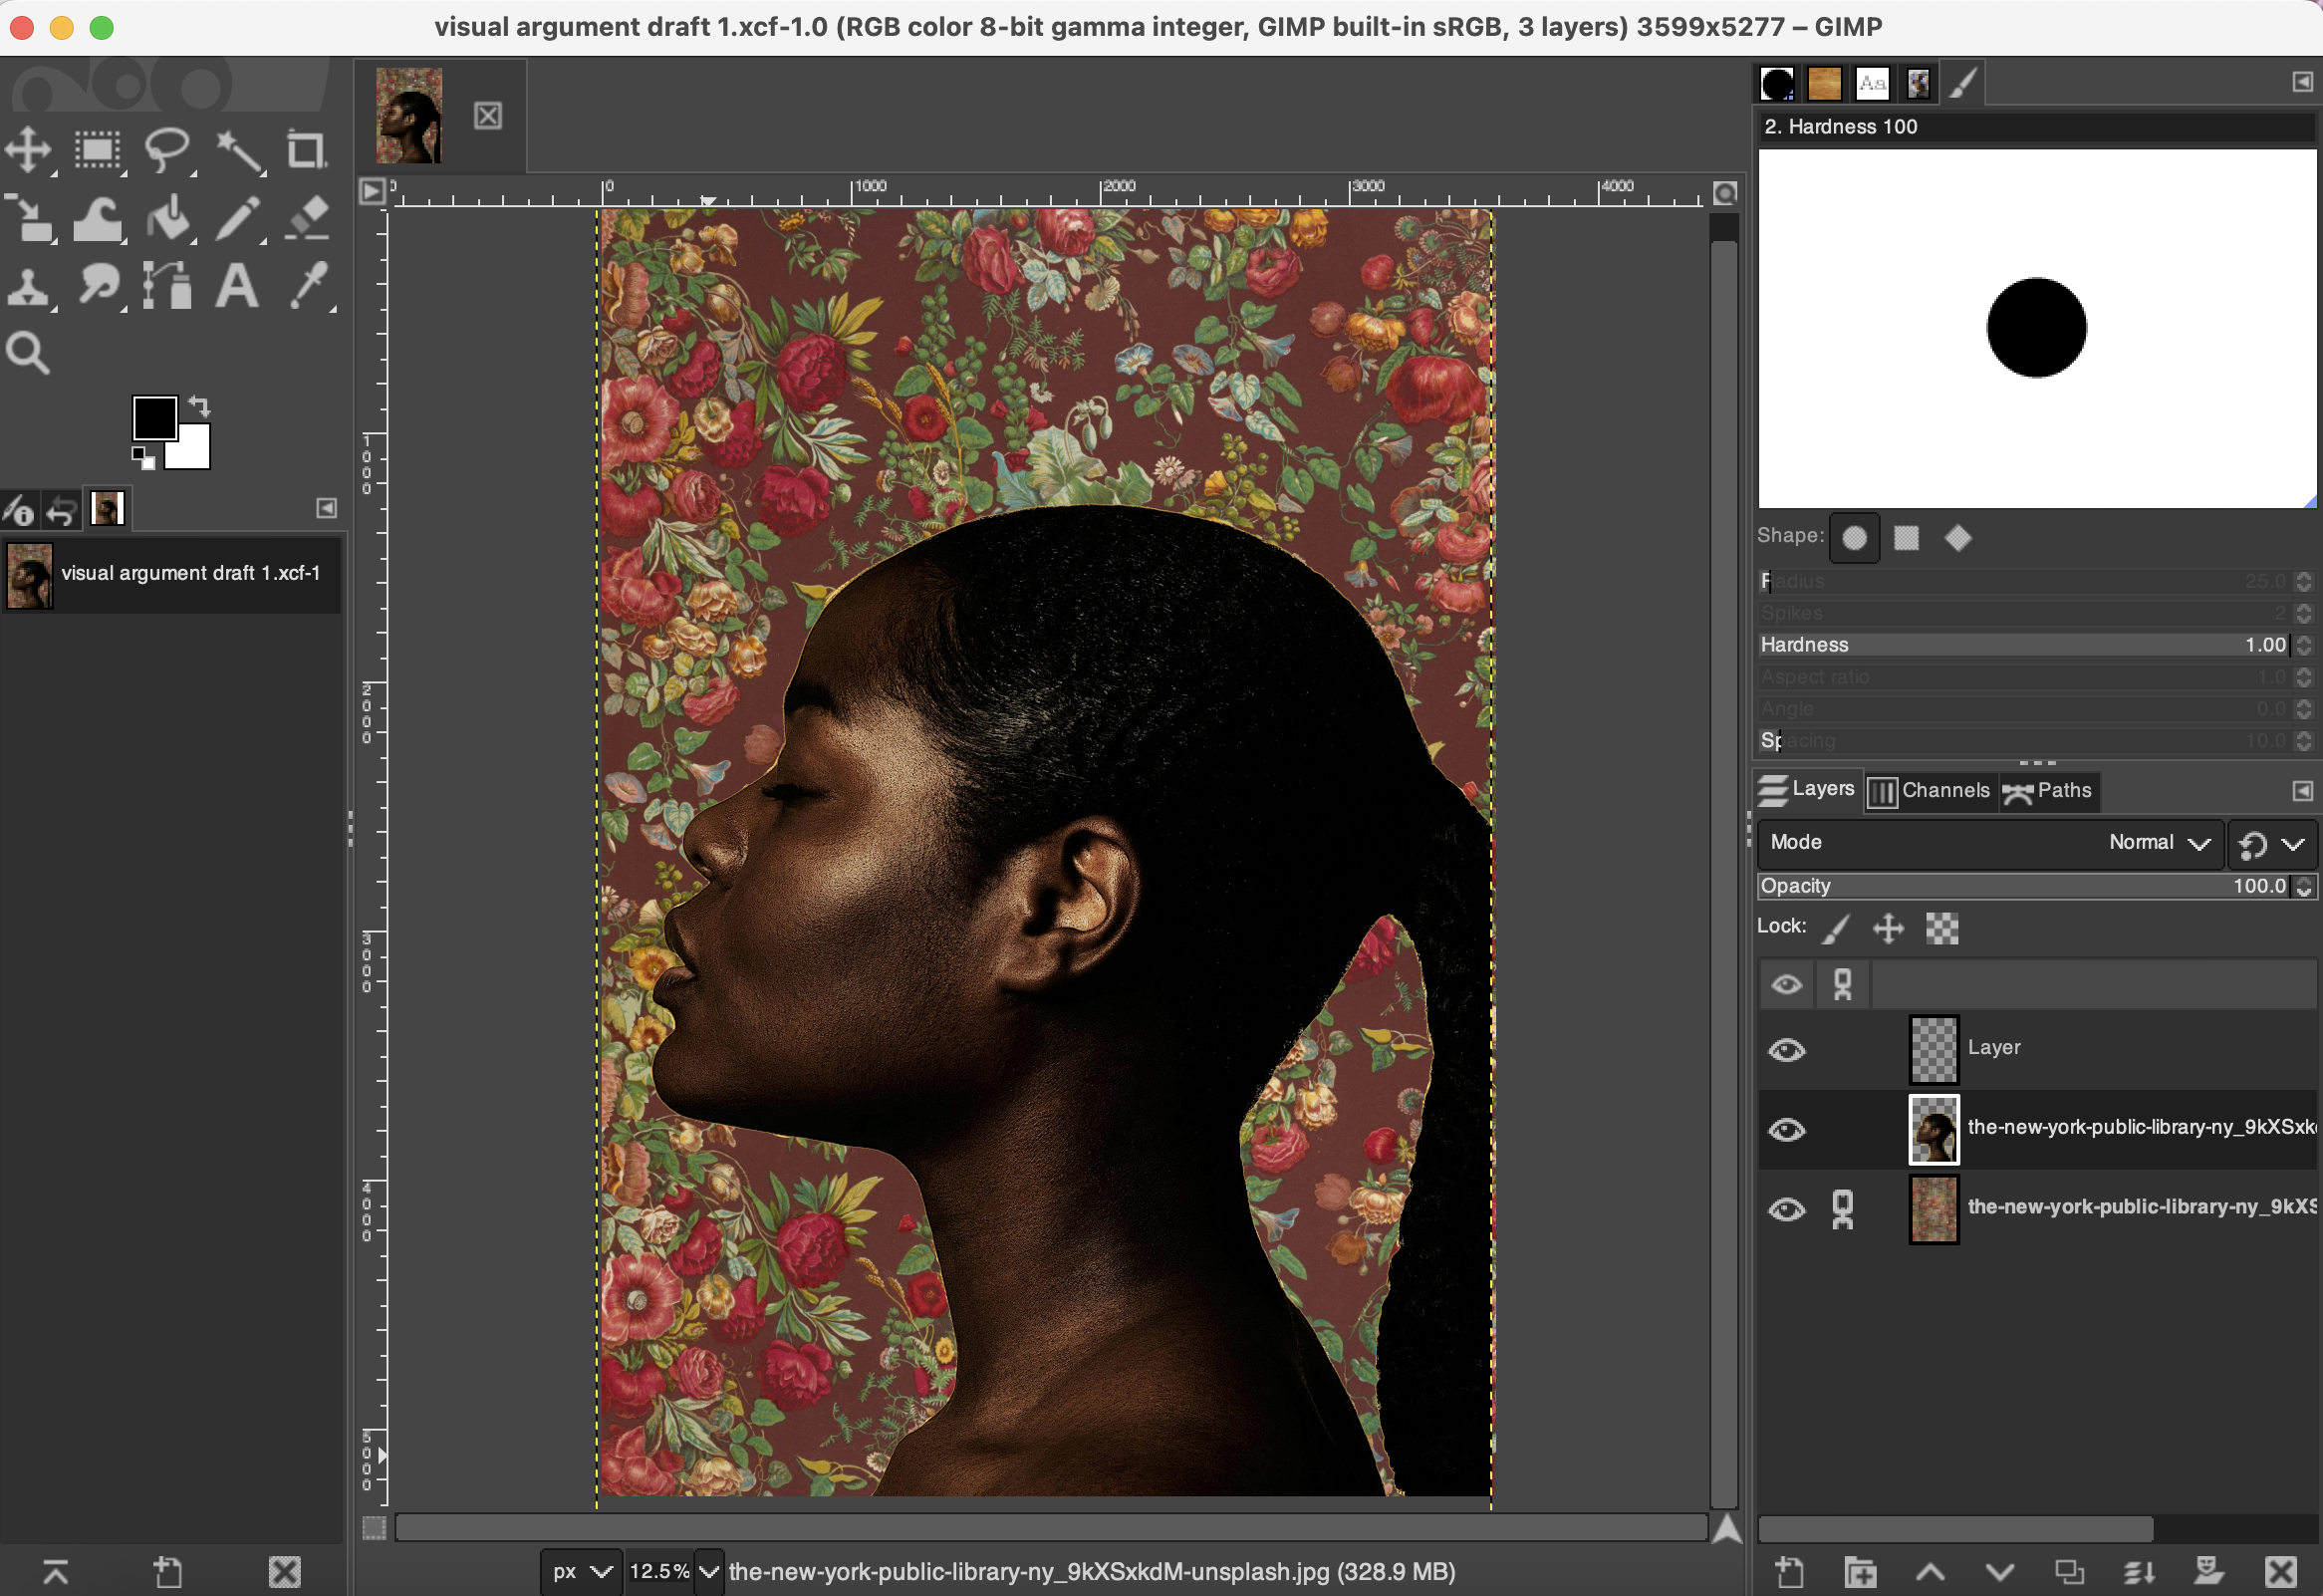 visual argument draft 1.xcf-1.0 (RGB color 8-bit gamma integer, GIMP built-in sRGB, 3 layers) 3599x5277 – GIMP
2. Hardness 100
0 1000 2000 3000 4000
1000
2000
3000
4000
5000
visual argument draft 1.xcf-1
Shape:
Radius 25.0
Spikes 2
Hardness 1.00
Aspect ratio 1.0
Angle 0.0
Spacing 10.0
Layers Channels Paths
Mode Normal
Opacity 100.0
Lock:
Layer
the-new-york-public-library-ny_9kXSxk
the-new-york-public-library-ny_9kXS
px 12.5% the-new-york-public-library-ny_9kXSxkdM-unsplash.jpg (328.9 MB)
A
Aa